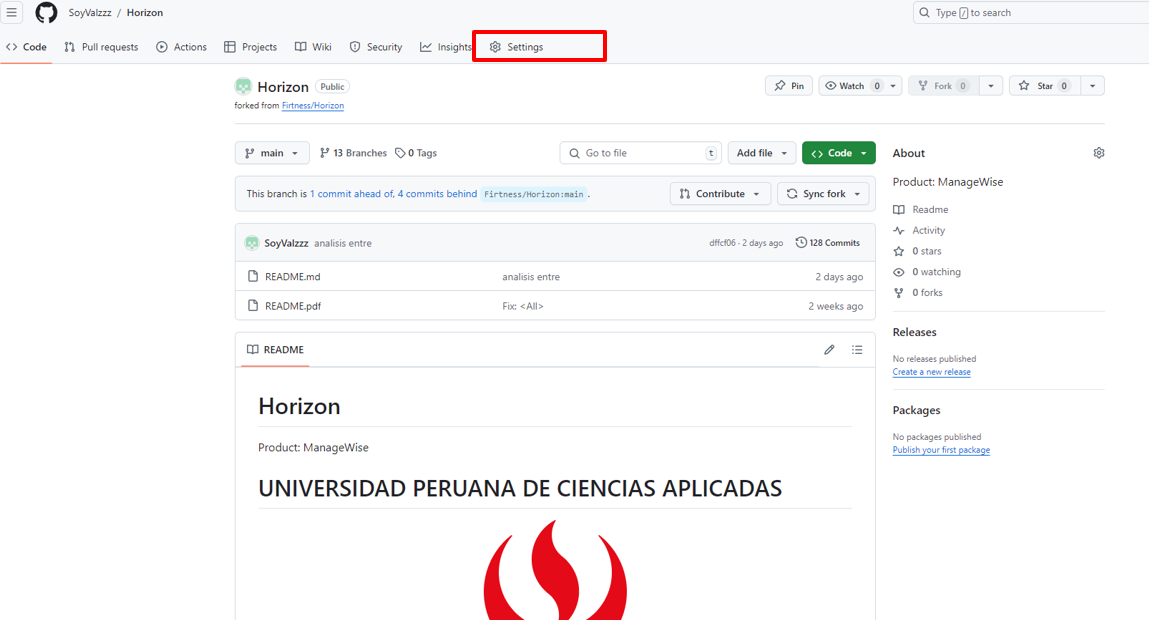 SoyValzzz / Horizon
Type / to search
Code Pull requests Actions Projects Wiki Security Insights Settings
Horizon Public
forked from Firtness/Horizon
Pin Watch 0 Fork 0 Star 0
main 13 Branches 0 Tags
Go to file t Add file Code
This branch is 1 commit ahead of, 4 commits behind Firtness/Horizon:main .
Contribute Sync fork
SoyValzzz analisis entre dffcf06 · 2 days ago 128 Commits
README.md analisis entre 2 days ago
README.pdf Fix: <All> 2 weeks ago
README
Horizon
Product: ManageWise
UNIVERSIDAD PERUANA DE CIENCIAS APLICADAS
About
Product: ManageWise
Readme
Activity
0 stars
0 watching
0 forks
Releases
No releases published
Create a new release
Packages
No packages published
Publish your first package